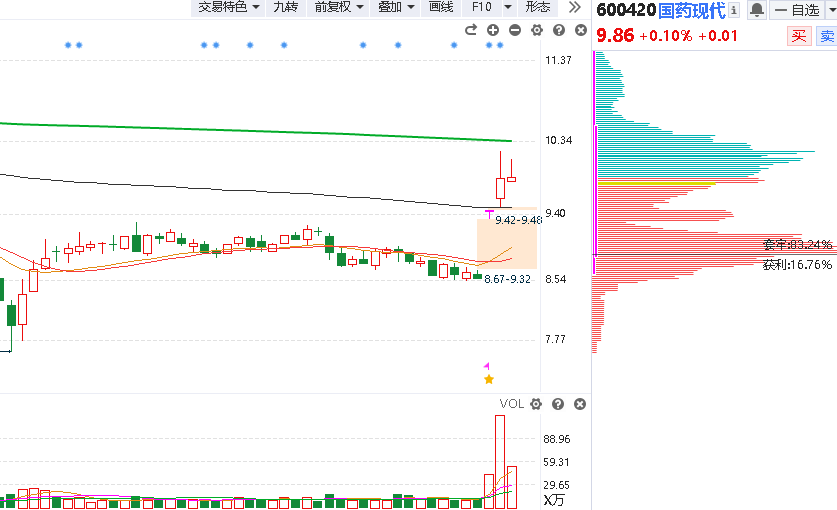 交易特色 九转 前复权 叠加 画线 F10 形态
600420 国药现代 一自选
9.86 +0.10% +0.01 买 卖
11.37
10.34
9.40
9.42-9.48
套牢:83.24%
获利:16.76%
8.67-9.32
8.54
7.77
VOL
88.96
59.31
29.65
X万